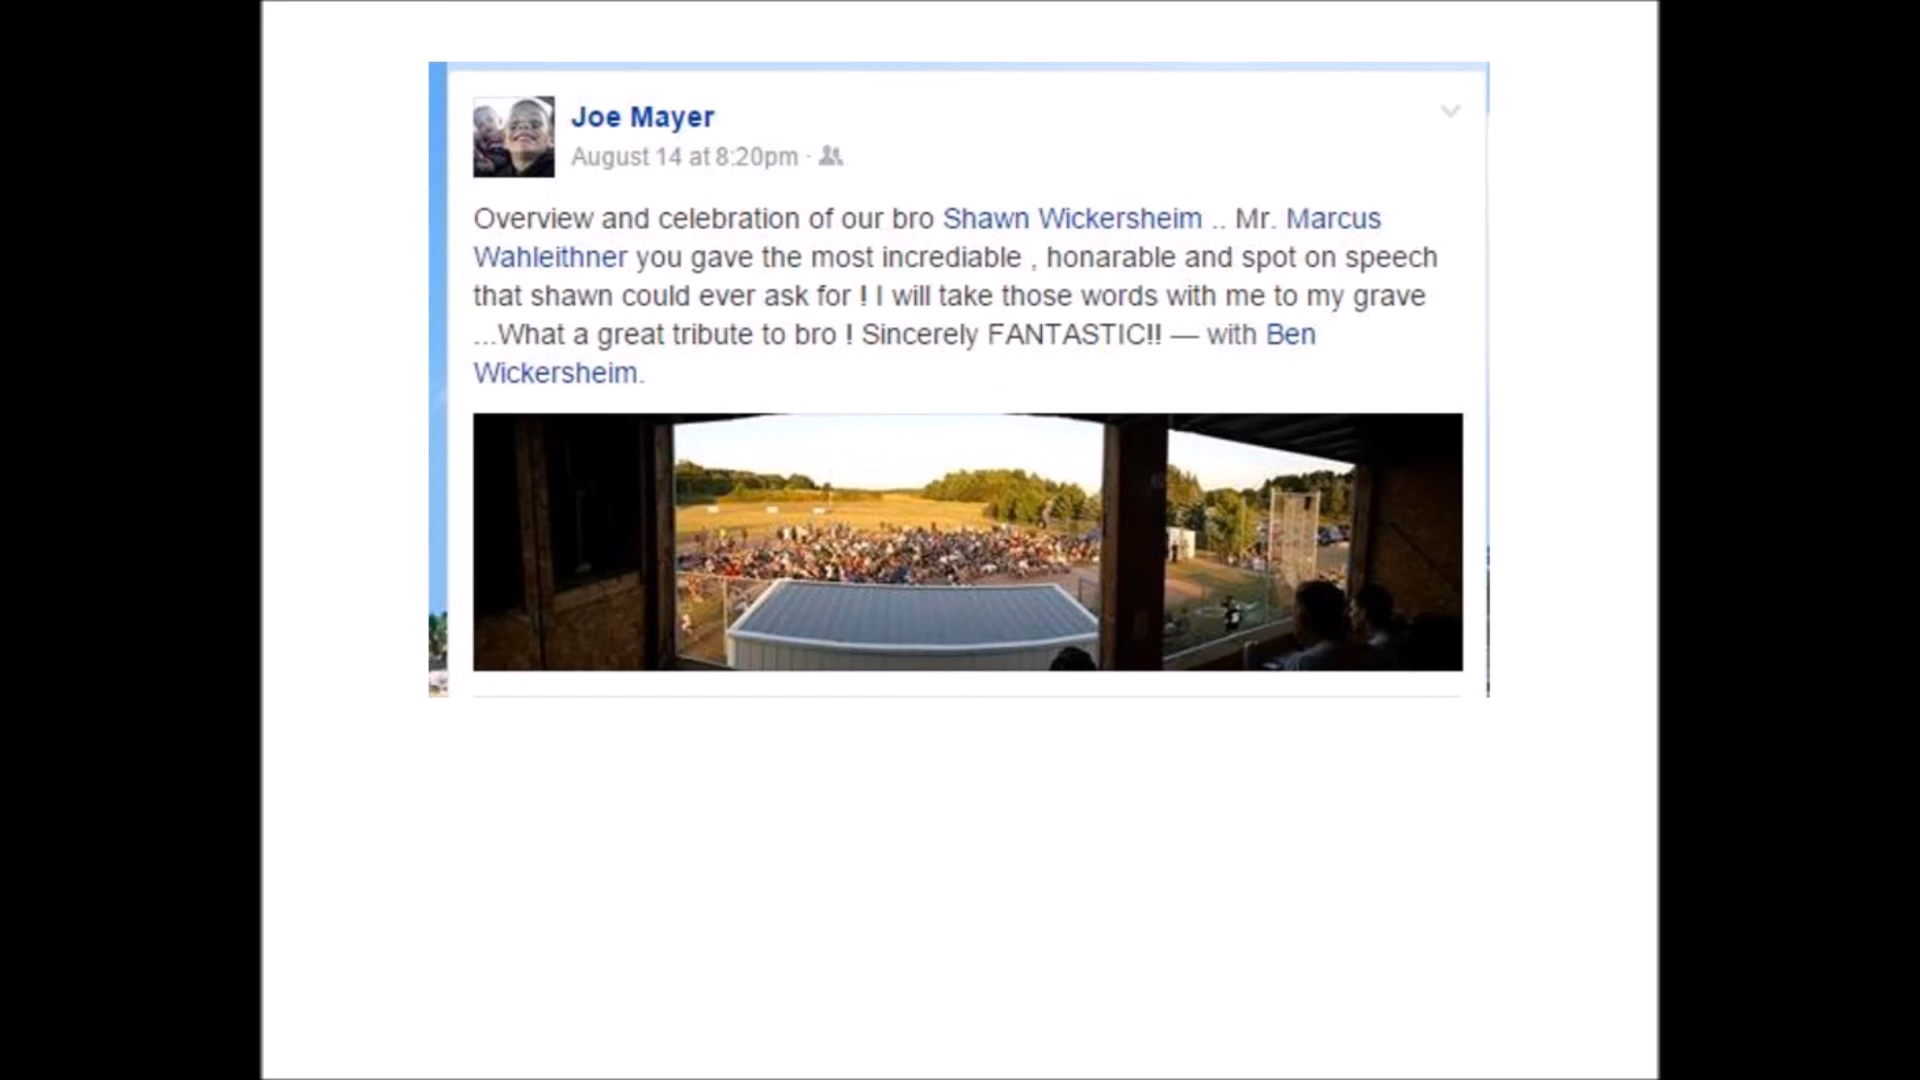 Joe Mayer
August 14 at 8:20pm ·
Overview and celebration of our bro Shawn Wickersheim .. Mr. Marcus
Wahleithner you gave the most incrediable , honarable and spot on speech
that shawn could ever ask for ! I will take those words with me to my grave
...What a great tribute to bro ! Sincerely FANTASTIC!! — with Ben
Wickersheim.